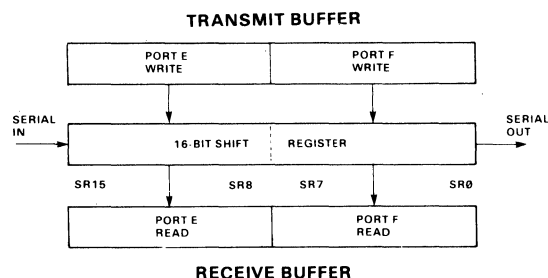 TRANSMIT BUFFER
PORT E PORT F
WRITE WRITE
SERIAL SERIAL
IN OUT
16-BIT SHIFT REGISTER
SR15 SR8 SR7 SRØ
PORT E PORT F
READ READ
RECEIVE BUFFER